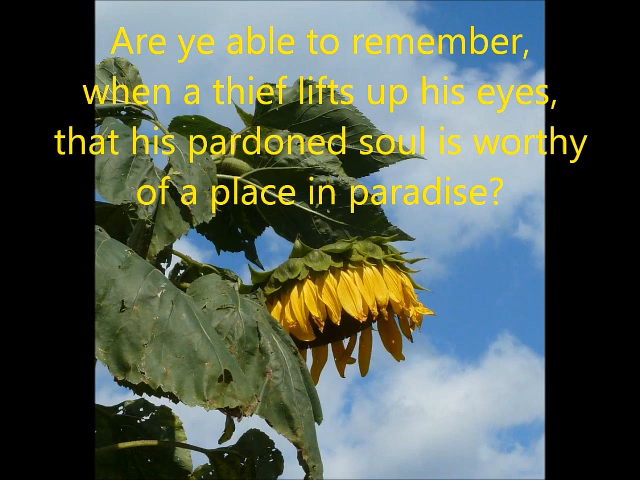 Are ye able to remember,
when a thief lifts up his eyes,
that his pardoned soul is worthy
of a place in paradise?